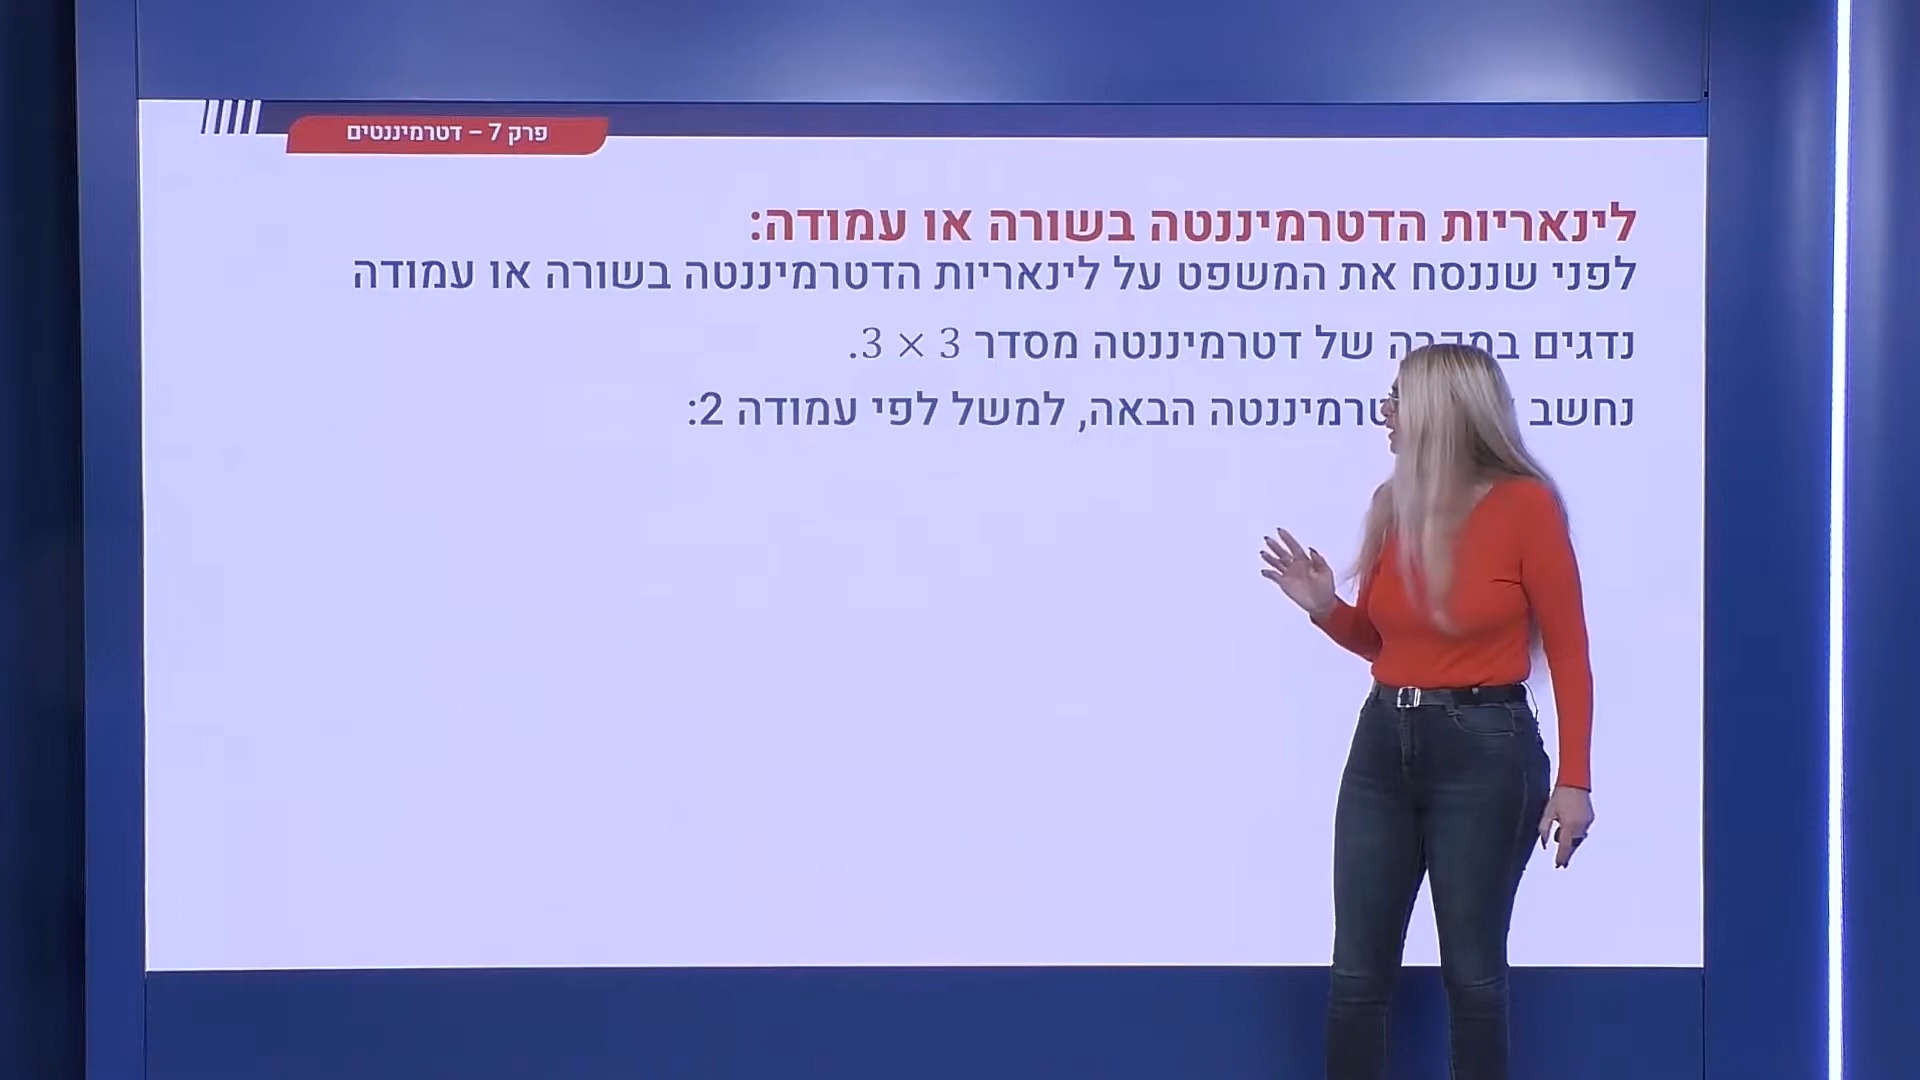 פרק 7 – דטרמיננטים
לינאריות הדטרמיננטה בשורה או עמודה:
לפני שננסח את המשפט על לינאריות הדטרמיננטה בשורה או עמודה
נדגים של דטרמיננטה מסדר 3 × 3.
נחשב הבאה, למשל לפי עמודה 2: